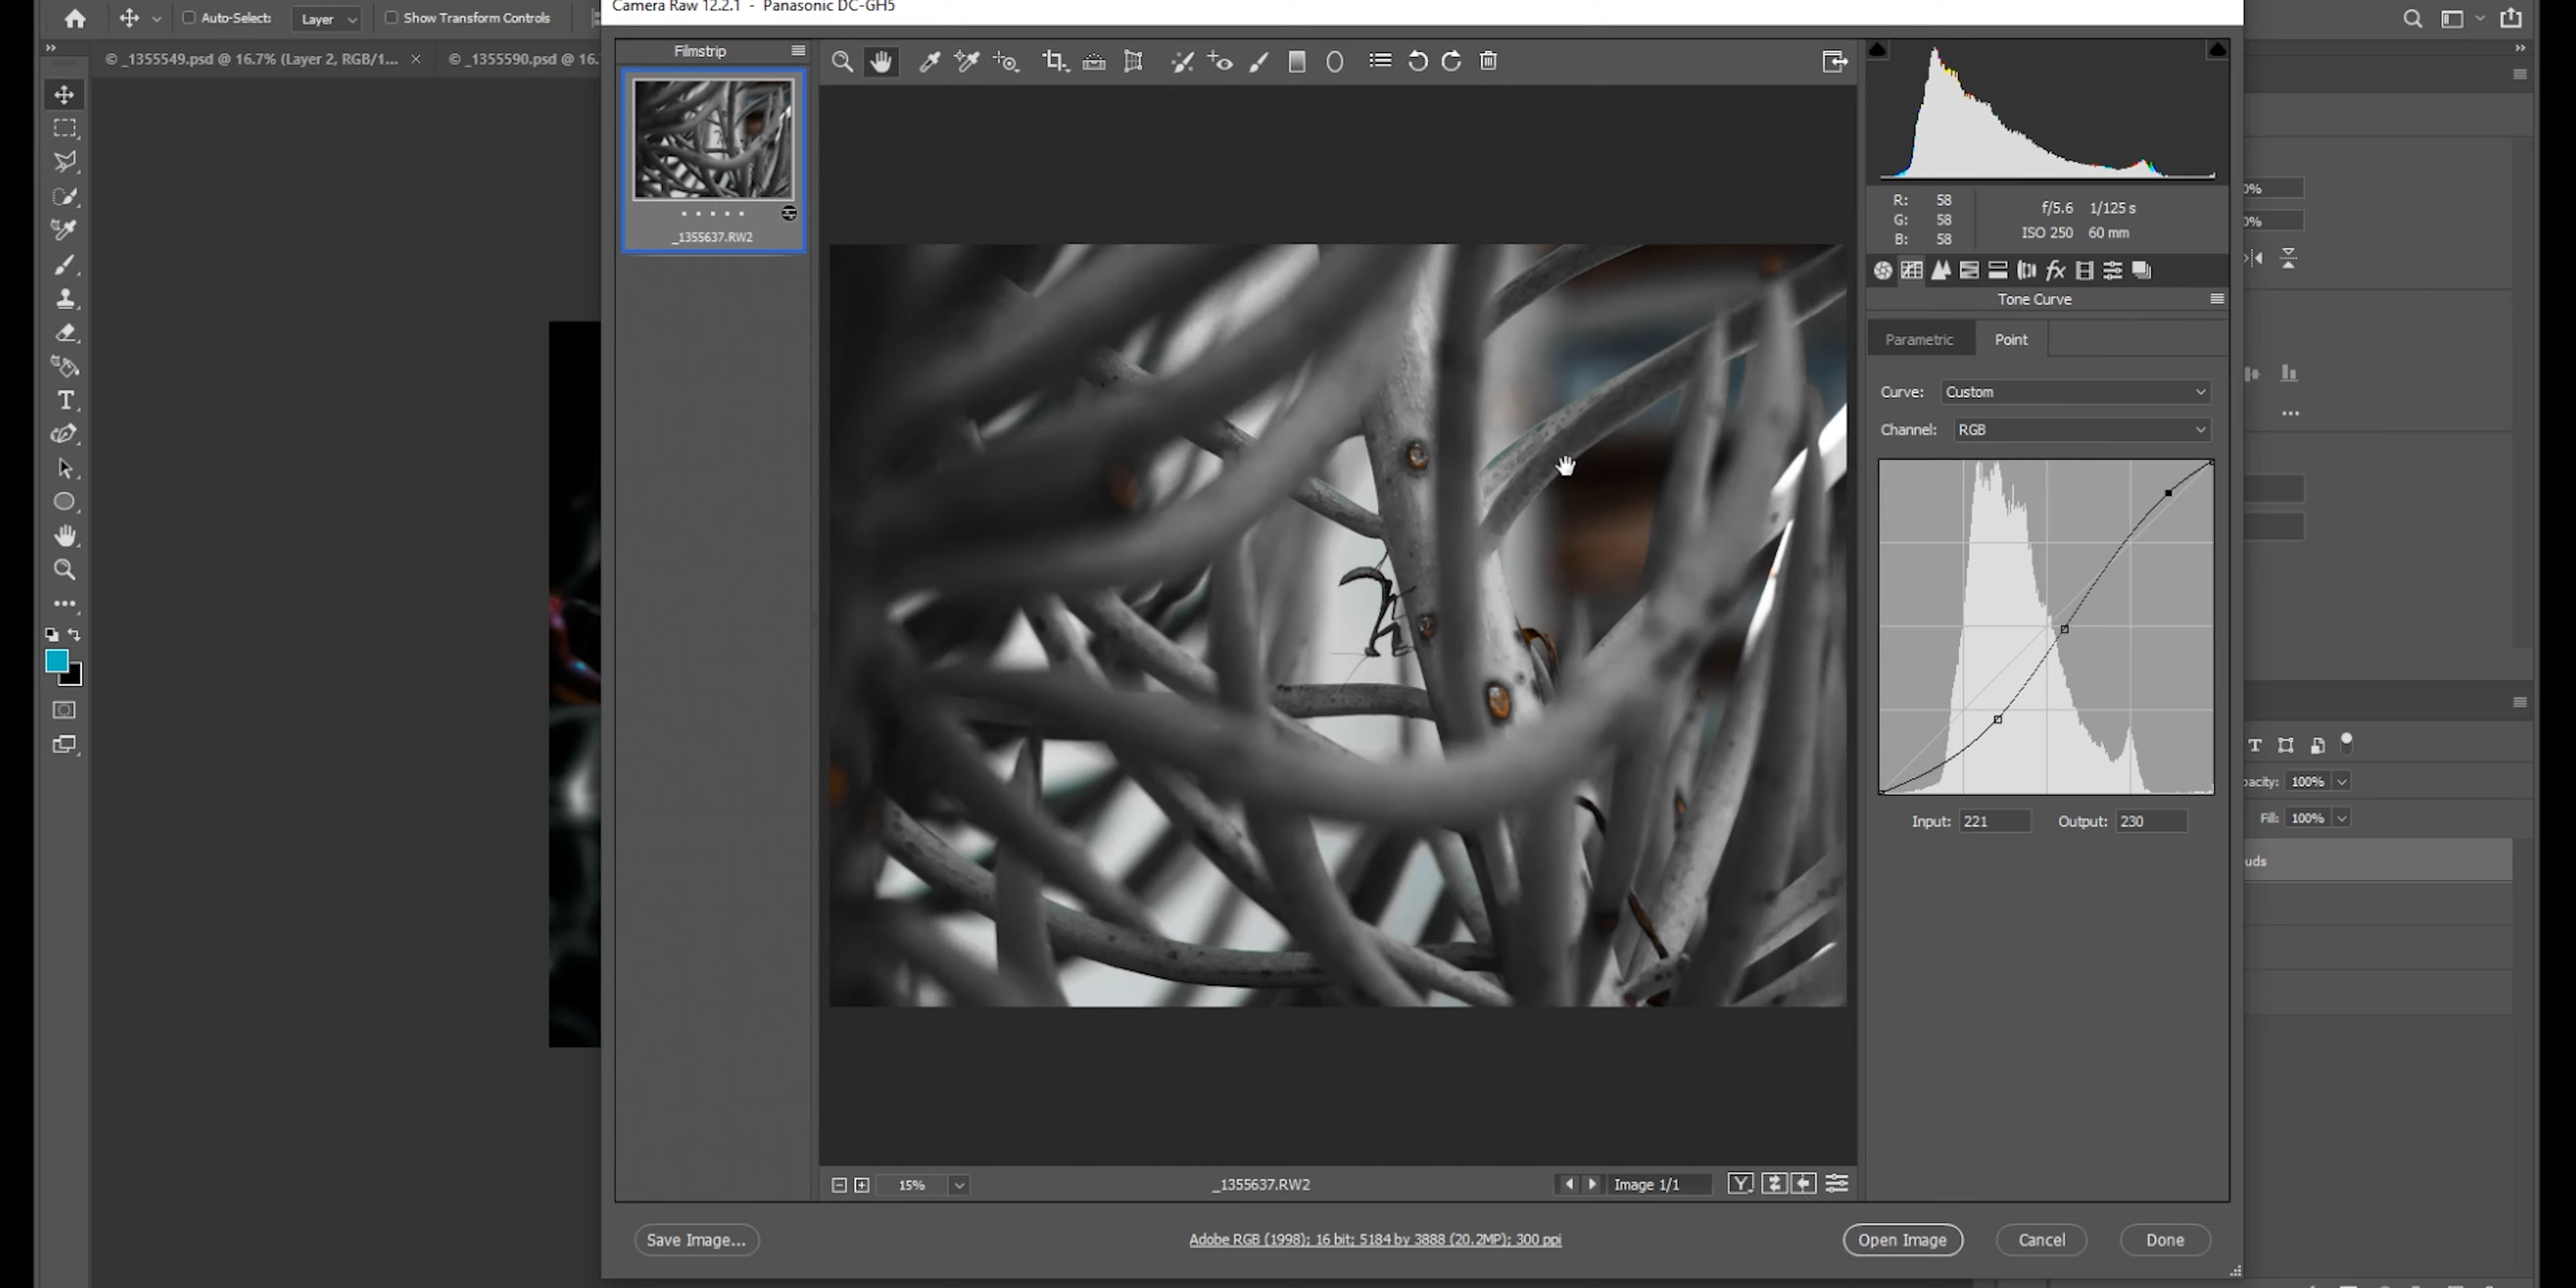 Camera Raw 12.2.1 - Panasonic DC-GH5
Auto-Select:
Layer
Show Transform Controls
© _1355549.psd @ 16.7% (Layer 2, RGB/1...
© _1355590.psd @ 16.
Filmstrip
_1355637.RW2
R: 58
G: 58
B: 58
f/5.6 1/125 s
ISO 250 60 mm
Tone Curve
Parametric
Point
Curve: Custom
Channel: RGB
Input: 221
Output: 230
0%
0%
pacity: 100%
Fill: 100%
uds
15%
_1355637.RW2
Image 1/1
Save Image...
Adobe RGB (1998); 16 bit; 5184 by 3888 (20.2MP); 300 ppi
Open Image
Cancel
Done